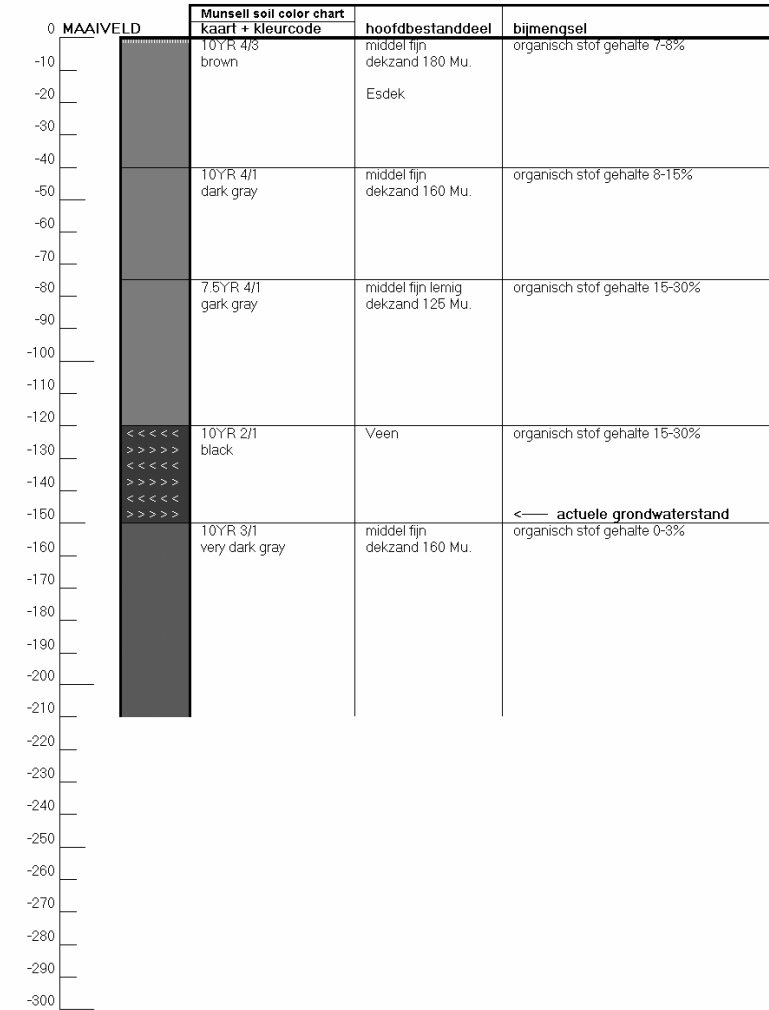 Munsell soil color chart
0 MAAIVELD kaart + kleurcode hoofdbestanddeel bijmengsel
10YR 4/3 middel fijn organisch stof gehalte 7-8%
-10 brown dekzand 180 Mu.
-20 Esdek
-30
-40
10YR 4/1 middel fijn organisch stof gehalte 8-15%
-50 dark gray dekzand 160 Mu.
-60
-70
-80 7.5YR 4/1 middel fijn lemig organisch stof gehalte 15-30%
gark gray dekzand 125 Mu.
-90
-100
-110
-120
< < < < < 10YR 2/1 Veen organisch stof gehalte 15-30%
-130 > > > > > black
< < < < <
-140 > > > > >
< < < < <
-150 > > > > > <—— actuele grondwaterstand
10YR 3/1 middel fijn organisch stof gehalte 0-3%
-160 very dark gray dekzand 160 Mu.
-170
-180
-190
-200
-210
-220
-230
-240
-250
-260
-270
-280
-290
-300